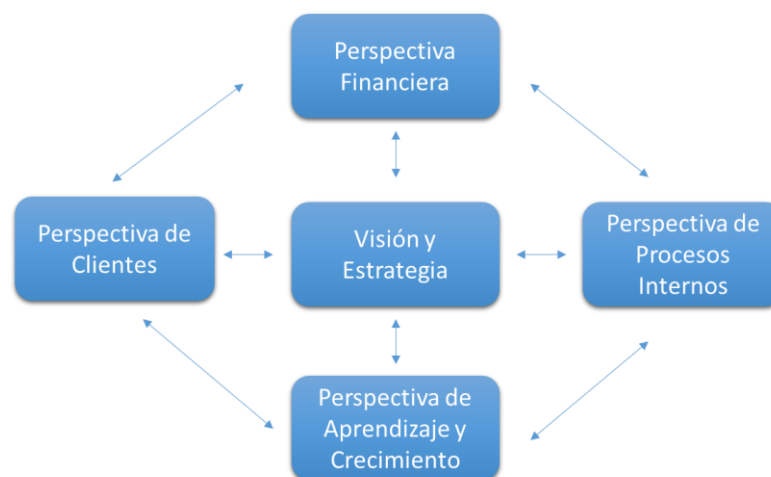 Perspectiva
Financiera
Perspectiva de
Clientes
Visión y
Estrategia
Perspectiva de
Procesos
Internos
Perspectiva de
Aprendizaje y
Crecimiento